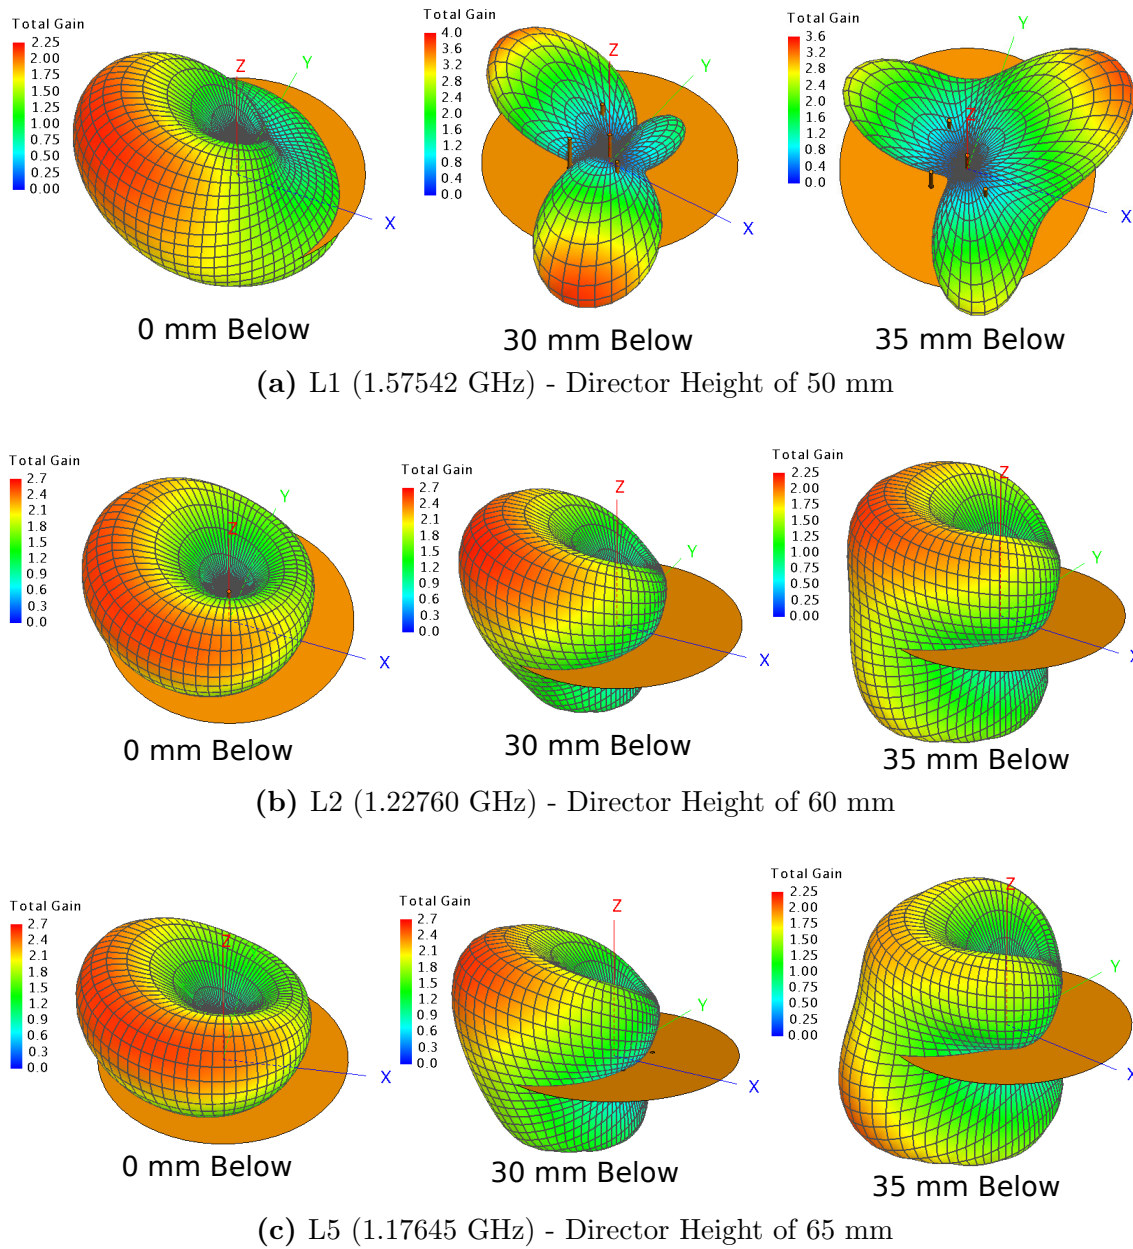 Total Gain
2.25
2.00
1.75
1.50
1.25
1.00
0.75
0.50
0.25
0.00
Z
Y
X
0 mm Below
Total Gain
4.0
3.6
3.2
2.8
2.4
2.0
1.6
1.2
0.8
0.4
0.0
Z
Y
X
30 mm Below
Total Gain
3.6
3.2
2.8
2.4
2.0
1.6
1.2
0.8
0.4
0.0
Z
Y
X
35 mm Below
(a) L1 (1.57542 GHz) - Director Height of 50 mm
Total Gain
2.7
2.4
2.1
1.8
1.5
1.2
0.9
0.6
0.3
0.0
Z
Y
X
0 mm Below
Total Gain
2.7
2.4
2.1
1.8
1.5
1.2
0.9
0.6
0.3
0.0
Z
Y
X
30 mm Below
Total Gain
2.25
2.00
1.75
1.50
1.25
1.00
0.75
0.50
0.25
0.00
Z
Y
X
35 mm Below
(b) L2 (1.22760 GHz) - Director Height of 60 mm
Total Gain
2.7
2.4
2.1
1.8
1.5
1.2
0.9
0.6
0.3
0.0
Z
X
0 mm Below
Total Gain
2.7
2.4
2.1
1.8
1.5
1.2
0.9
0.6
0.3
0.0
Z
Y
X
30 mm Below
Total Gain
2.25
2.00
1.75
1.50
1.25
1.00
0.75
0.50
0.25
0.00
Z
Y
X
35 mm Below
(c) L5 (1.17645 GHz) - Director Height of 65 mm